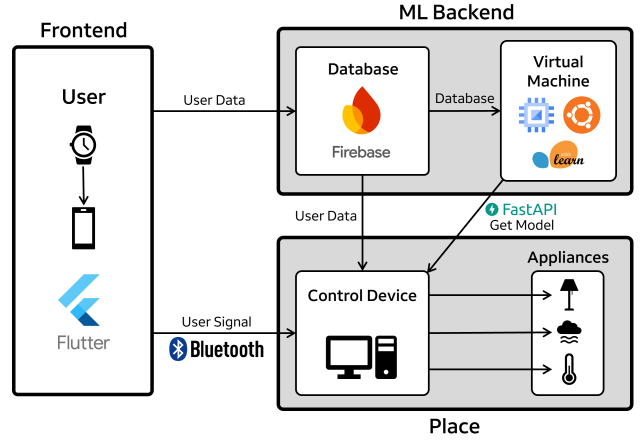 Frontend
ML Backend
User
Flutter
User Data
Database
Firebase
Database
Virtual
Machine
learn
User Data
FastAPI
Get Model
User Signal
Bluetooth
Control Device
Appliances
Place